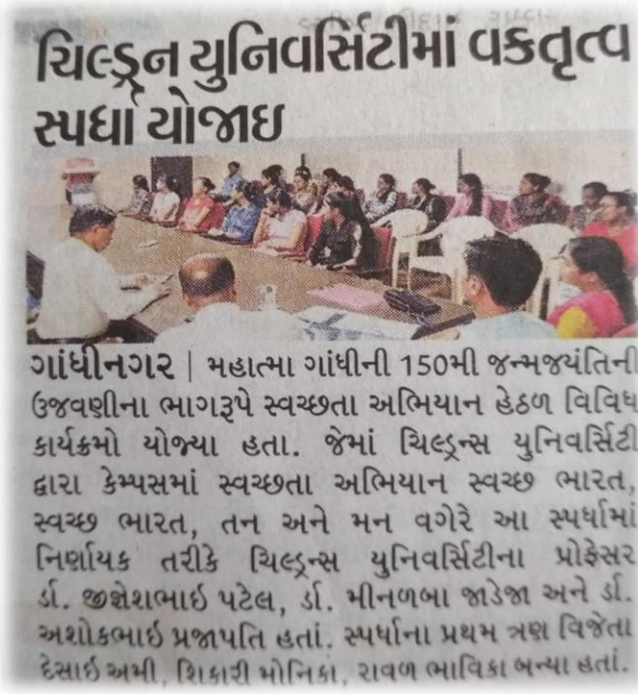 ચિલ્ડ્રન યુનિવર્સિટીમાં વકતૃત્વ
સ્પર્ધા યોજાઇ
ગાંધીનગર | મહાત્મા ગાંધીની 150મી જન્મજયંતિની
ઉજવણીના ભાગરૂપે સ્વચ્છતા અભિયાન હેઠળ વિવિધ
કાર્યક્રમો યોજ્યા હતા. જેમાં ચિલ્ડ્રન્સ યુનિવર્સિટી
દ્વારા કેમ્પસમાં સ્વચ્છતા અભિયાન સ્વચ્છ ભારત,
સ્વચ્છ ભારત, તન અને મન વગેરે આ સ્પર્ધામાં
નિર્ણાયક તરીકે ચિલ્ડ્રન્સ યુનિવર્સિટીના પ્રોફેસર
ર્ડા. જીજ્ઞેશભાઇ પટેલ, ર્ડા. મીનળબા જાડેજા અને ર્ડા.
અશોકભાઇ પ્રજાપતિ હતાં. સ્પર્ધાના પ્રથમ ત્રણ વિજેતા
દેસાઇ અમી, શિકારી મોનિકા, રાવળ ભાવિકા બન્યા હતાં.